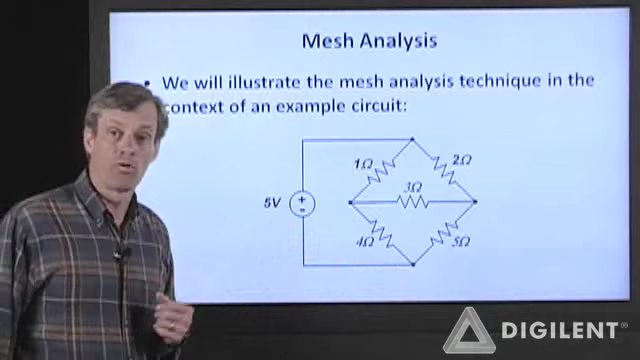 Mesh Analysis
• We will illustrate the mesh analysis technique in the
context of an example circuit:
1Ω
2Ω
3Ω
5V
+
-
4Ω
5Ω
DIGILENT®